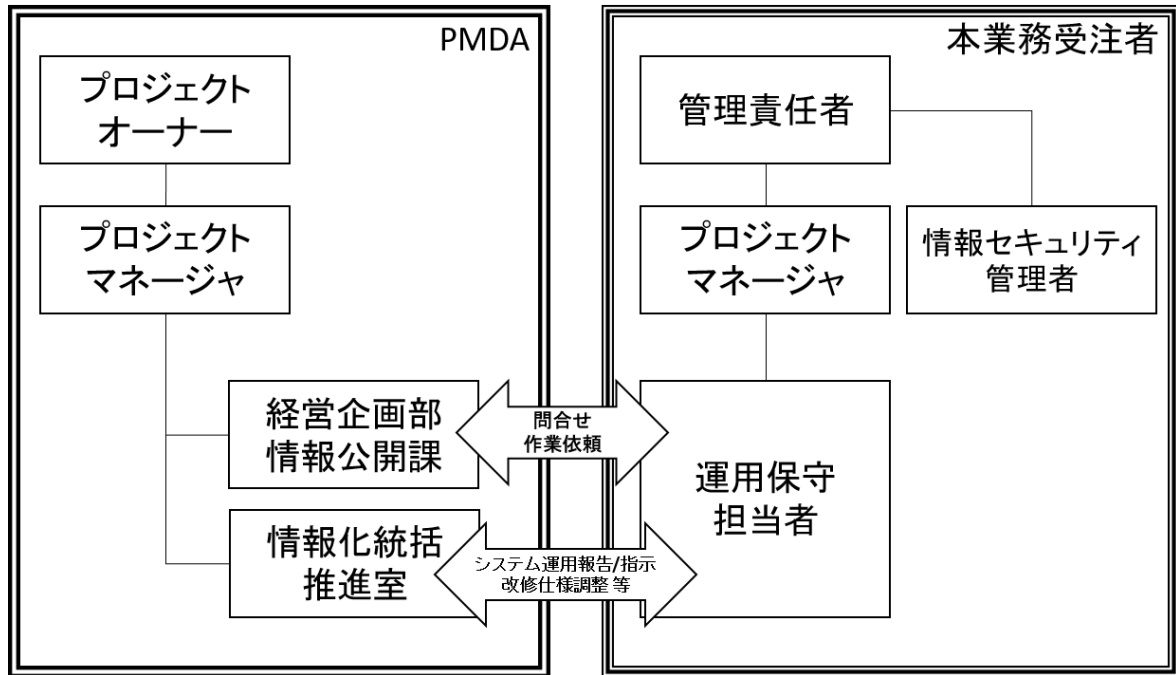 PMDA
プロジェクト
オーナー
プロジェクト
マネージャ
経営企画部
情報公開課
情報化統括
推進室
問合せ
作業依頼
システム運用報告/指示
改修仕様調整 等
本業務受注者
管理責任者
プロジェクト
マネージャ
情報セキュリティ
管理者
運用保守
担当者